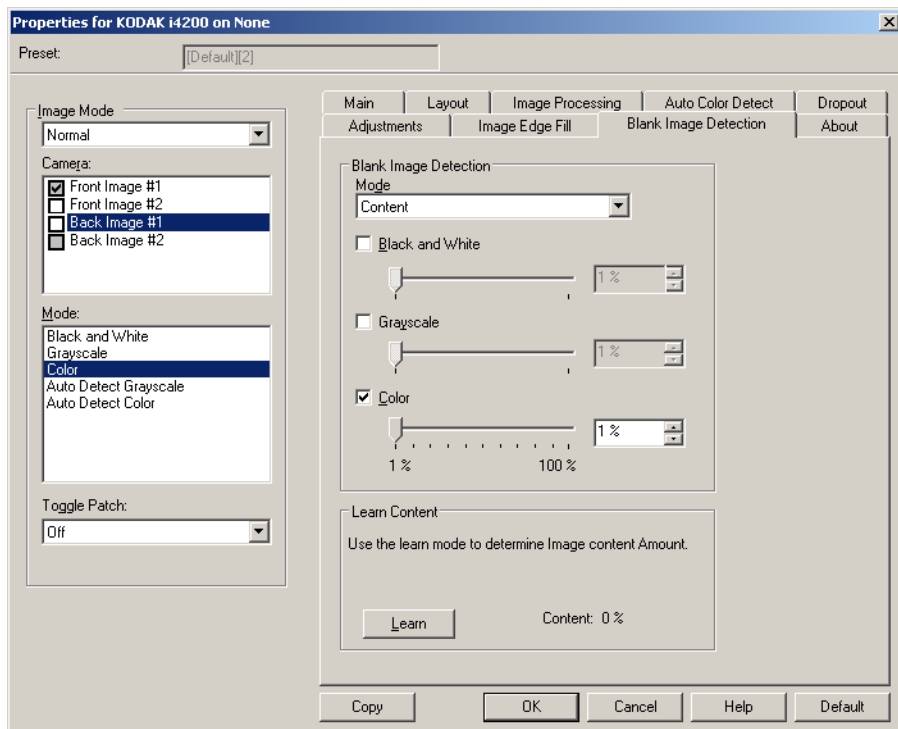 Properties for KODAK i4200 on None
Preset:
[Default][2]
Image Mode
Normal
Camera:
Front Image #1
Front Image #2
Back Image #1
Back Image #2
Mode:
Black and White
Grayscale
Color
Auto Detect Grayscale
Auto Detect Color
Toggle Patch:
Off
Main Layout Image Processing Auto Color Detect Dropout
Adjustments Image Edge Fill Blank Image Detection About
Blank Image Detection
Mode
Content
Black and White
1 %
Grayscale
1 %
Color
1 %
1 % 100 %
Learn Content
Use the learn mode to determine Image content Amount.
Learn Content: 0 %
Copy OK Cancel Help Default